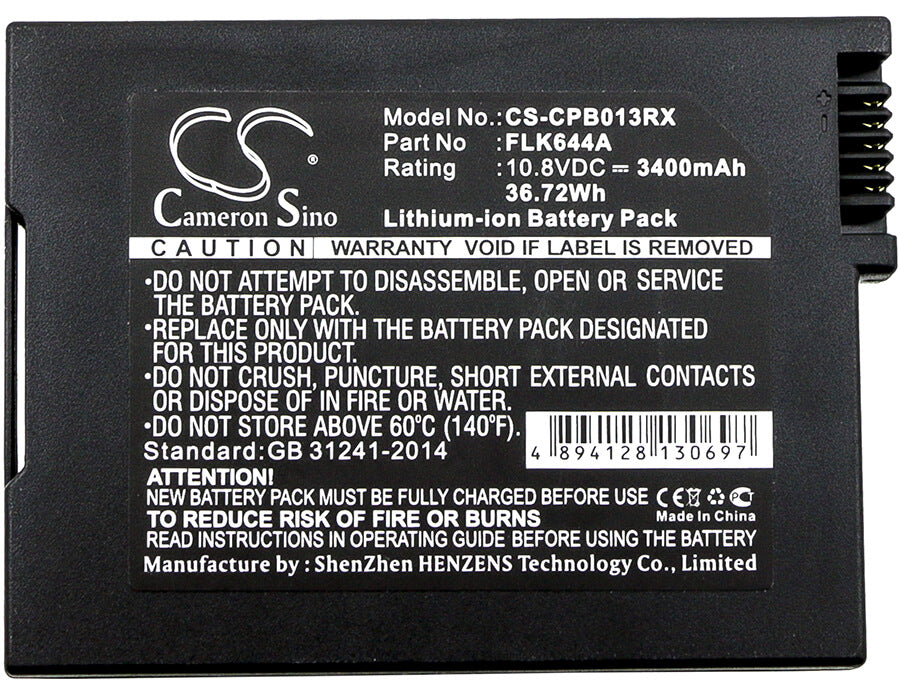 CS®
Cameron Sino
Model No.: CS-CPB013RX
Part No : FLK644A
Rating : 10.8VDC ⎓ 3400mAh
36.72Wh
Lithium-ion Battery Pack
CAUTION WARRANTY VOID IF LABEL IS REMOVED
•DO NOT ATTEMPT TO DISASSEMBLE, OPEN OR SERVICE
THE BATTERY PACK.
•REPLACE ONLY WITH THE BATTERY PACK DESIGNATED
FOR THIS PRODUCT.
•DO NOT CRUSH, PUNCTURE, SHORT EXTERNAL CONTACTS
OR DISPOSE OF IN FIRE OR WATER.
•DO NOT STORE ABOVE 60ºC (140ºF).
Standard:GB 31241-2014
4 894128 130697
ATTENTION!
NEW BATTERY PACK MUST BE FULLY CHARGED BEFORE USE CE PCT
Made In China
TO REDUCE RISK OF FIRE OR BURNS
READ INSTRUCTIONS IN OPERATING GUIDE BEFORE USING THE BATTERY
Manufacture by : ShenZhen HENZENS Technology Co., Limited
+
-